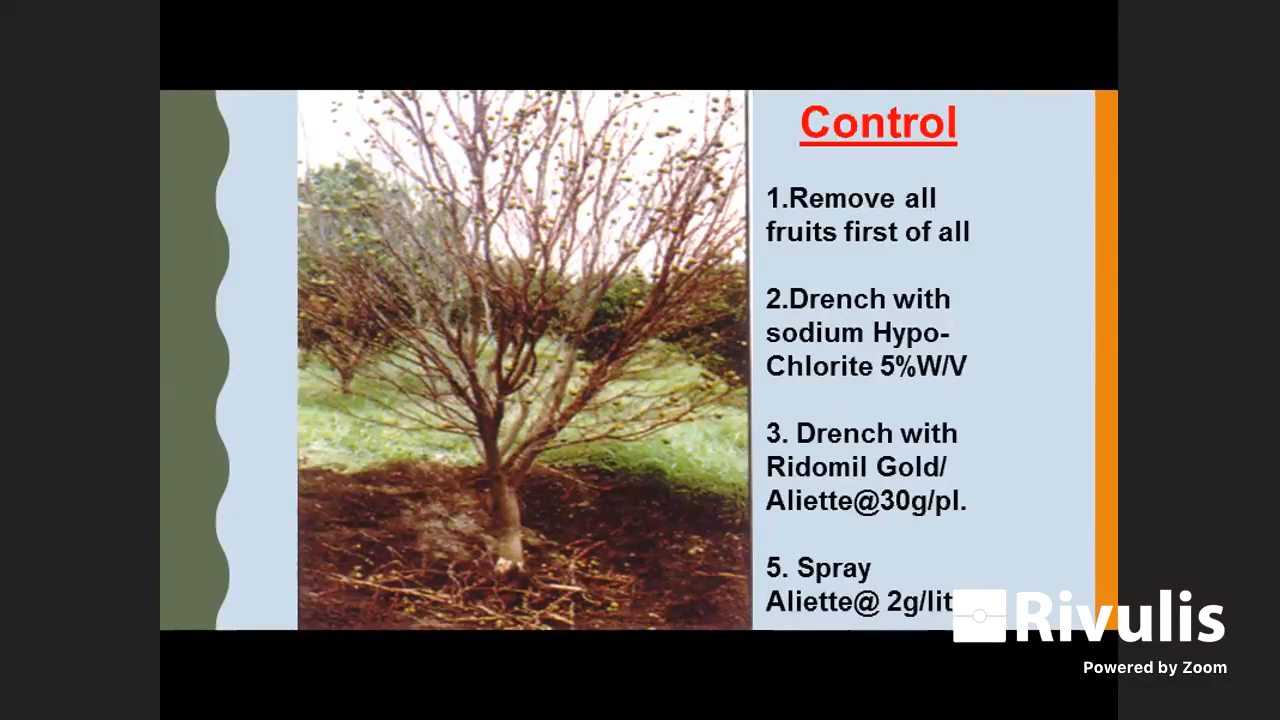 Control
1.Remove all
fruits first of all
2.Drench with
sodium Hypo-
Chlorite 5%W/V
3. Drench with
Ridomil Gold/
Aliette@30g/pl.
5. Spray
Aliette@ 2g/lit
Rivulis
Powered by Zoom